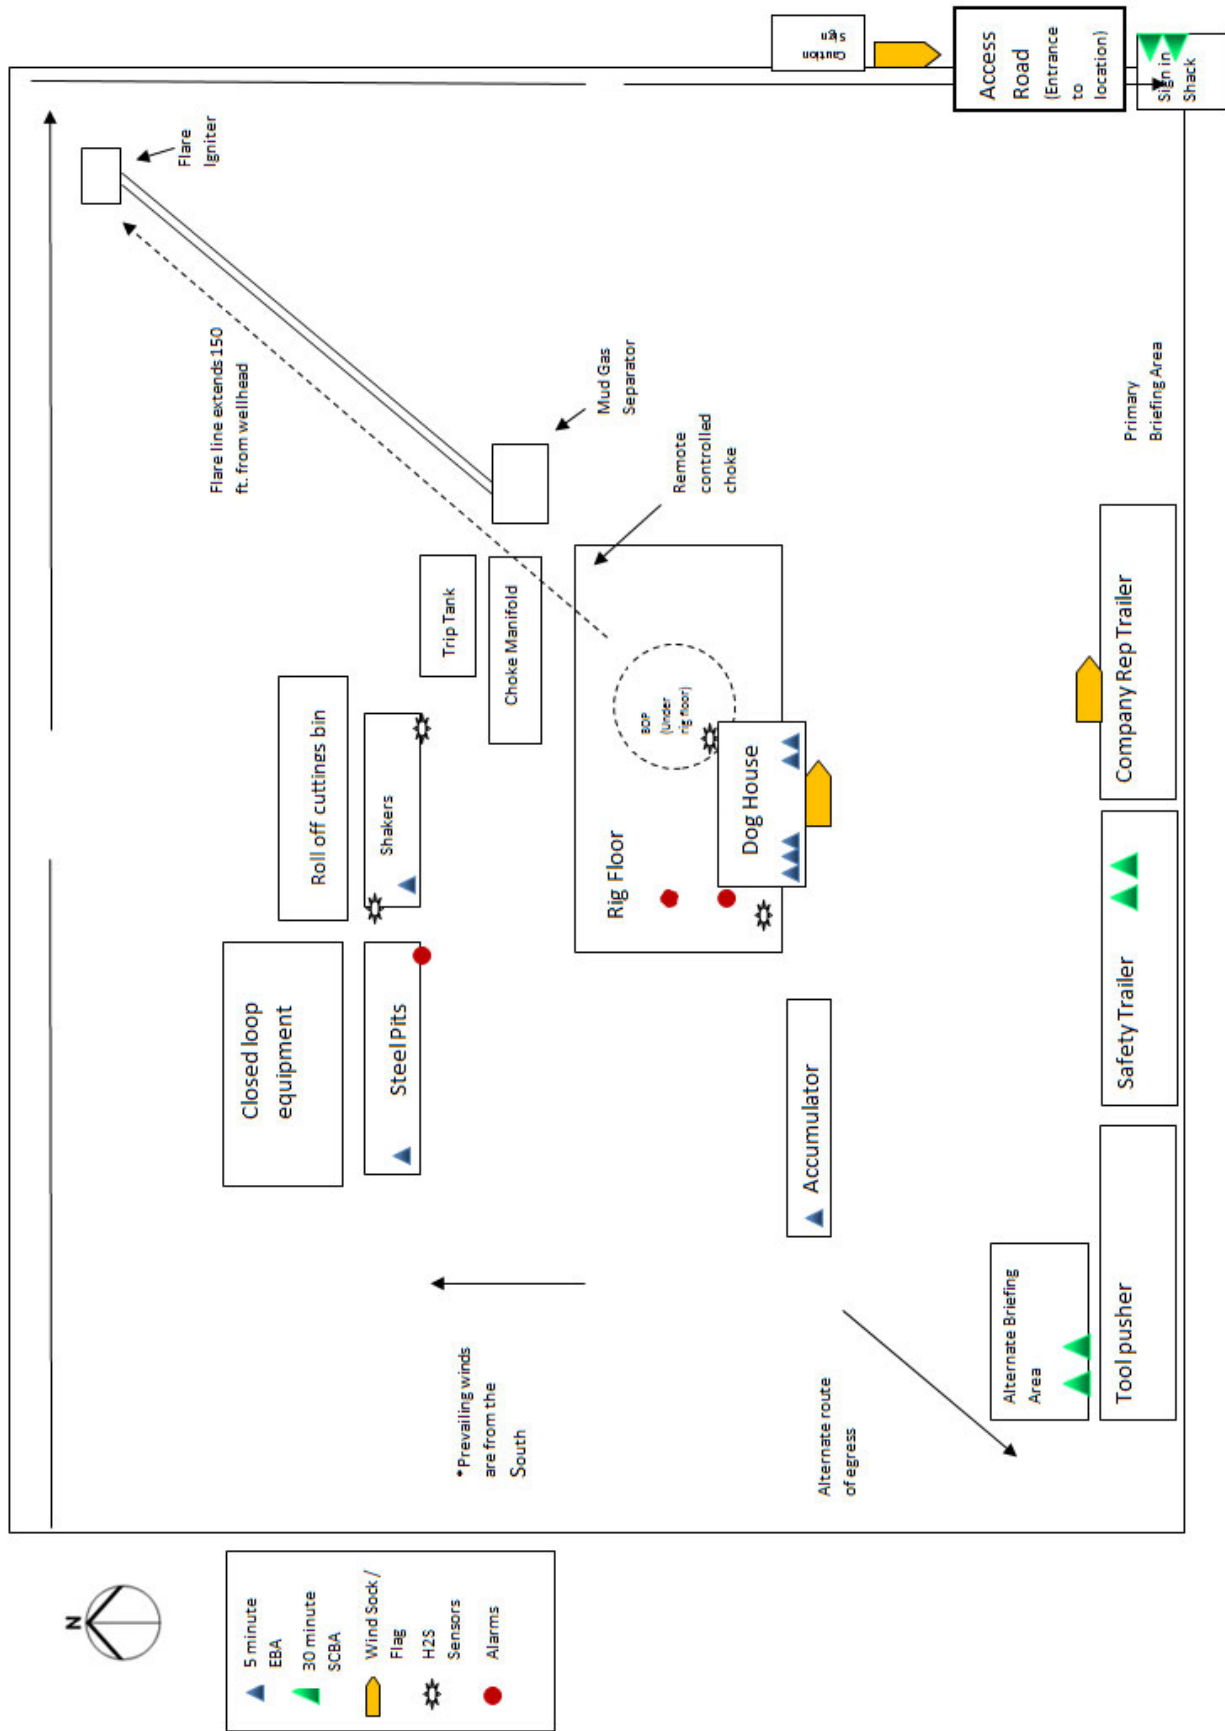 N
5 minute
EBA
30 minute
SCBA
Wind Sock /
Flag
H2S
Sensors
Alarms
*Prevailing winds
are from the
South
Alternate route
of egress
Closed loop
equipment
Steel Pits
Roll off cuttings bin
Shakers
Trip Tank
Choke Manifold
Flare line extends 150
ft. from wellhead
Flare
Igniter
Mud Gas
Separator
Remote
controlled
choke
Rig Floor
BOP
(Under
rig floor)
Dog House
Accumulator
Alternate Briefing
Area
Tool pusher
Safety Trailer
Company Rep Trailer
Primary
Briefing Area
Caution
sign
Access
Road
(Entrance
to
location)
Sign in
Shack